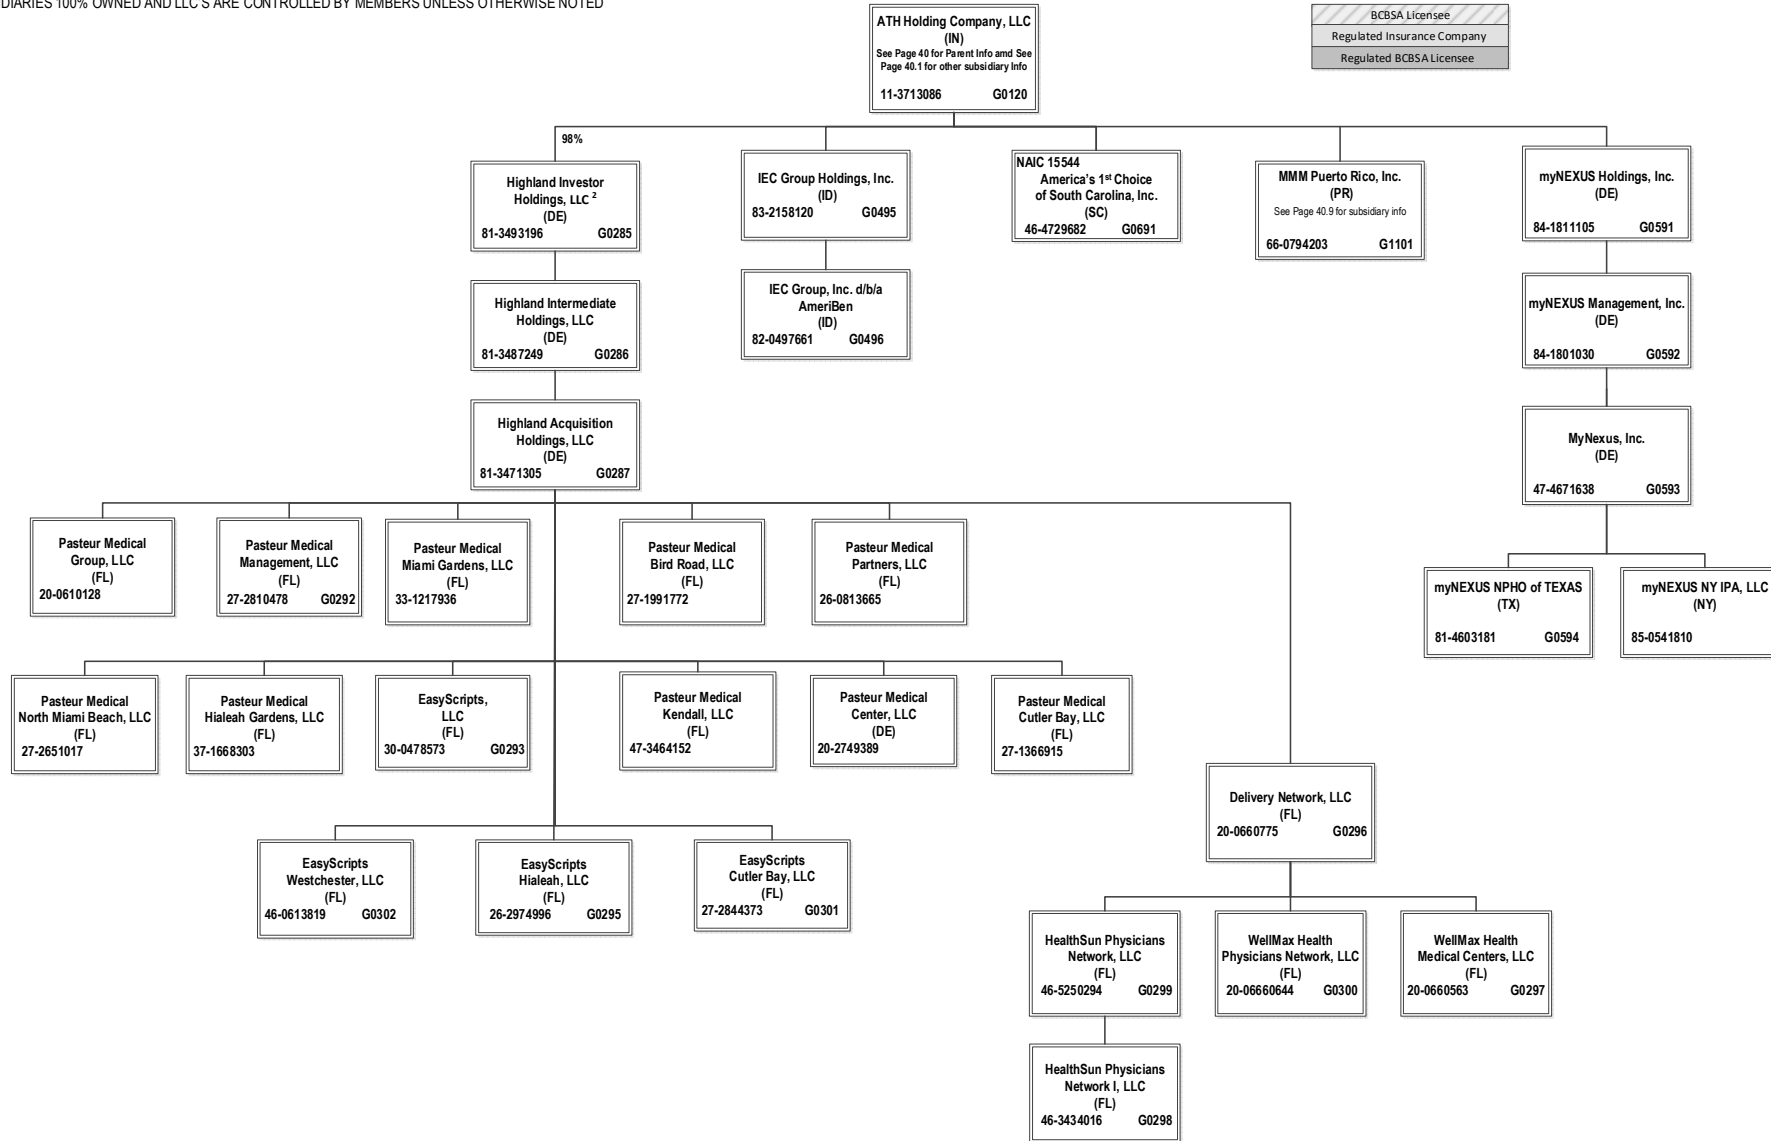 DIARIES 100% OWNED AND LLC'S ARE CONTROLLED BY MEMBERS UNLESS OTHERWISE NOTED
BCBSA Licensee
Regulated Insurance Company
Regulated BCBSA Licensee
ATH Holding Company, LLC
(IN)
See Page 40 for Parent Info amd See
Page 40.1 for other subsidiary Info
11-3713086 G0120
98%
Highland Investor
Holdings, LLC 2
(DE)
81-3493196 G0285
IEC Group Holdings, Inc.
(ID)
83-2158120 G0495
NAIC 15544
America's 1st Choice
of South Carolina, Inc.
(SC)
46-4729682 G0691
MMM Puerto Rico, Inc.
(PR)
See Page 40.9 for subsidiary info
66-0794203 G1101
myNEXUS Holdings, Inc.
(DE)
84-1811105 G0591
Highland Intermediate
Holdings, LLC
(DE)
81-3487249 G0286
IEC Group, Inc. d/b/a
AmeriBen
(ID)
82-0497661 G0496
myNEXUS Management, Inc.
(DE)
84-1801030 G0592
Highland Acquisition
Holdings, LLC
(DE)
81-3471305 G0287
MyNexus, Inc.
(DE)
47-4671638 G0593
Pasteur Medical
Group, LLC
(FL)
20-0610128
Pasteur Medical
Management, LLC
(FL)
27-2810478 G0292
Pasteur Medical
Miami Gardens, LLC
(FL)
33-1217936
Pasteur Medical
Bird Road, LLC
(FL)
27-1991772
Pasteur Medical
Partners, LLC
(FL)
26-0813665
myNEXUS NPHO of TEXAS
(TX)
81-4603181 G0594
myNEXUS NY IPA, LLC
(NY)
85-0541810
Pasteur Medical
North Miami Beach, LLC
(FL)
27-2651017
Pasteur Medical
Hialeah Gardens, LLC
(FL)
37-1668303
EasyScripts,
LLC
(FL)
30-0478573 G0293
Pasteur Medical
Kendall, LLC
(FL)
47-3464152
Pasteur Medical
Center, LLC
(DE)
20-2749389
Pasteur Medical
Cutler Bay, LLC
(FL)
27-1366915
Delivery Network, LLC
(FL)
20-0660775 G0296
EasyScripts
Westchester, LLC
(FL)
46-0613819 G0302
EasyScripts
Hialeah, LLC
(FL)
26-2974996 G0295
EasyScripts
Cutler Bay, LLC
(FL)
27-2844373 G0301
HealthSun Physicians
Network, LLC
(FL)
46-5250294 G0299
WellMax Health
Physicians Network, LLC
(FL)
20-06660644 G0300
WellMax Health
Medical Centers, LLC
(FL)
20-0660563 G0297
HealthSun Physicians
Network I, LLC
(FL)
46-3434016 G0298